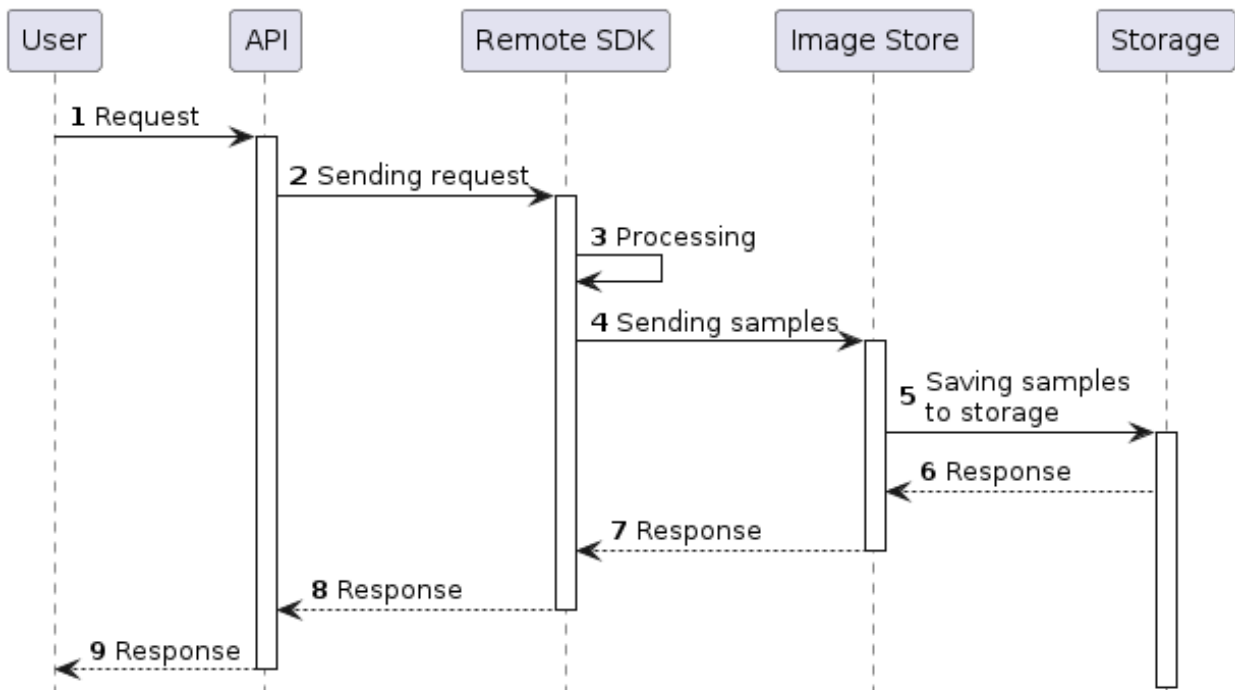 User
API
Remote SDK
Image Store
Storage
1 Request
2 Sending request
3 Processing
4 Sending samples
5 Saving samples
to storage
6 Response
7 Response
8 Response
9 Response